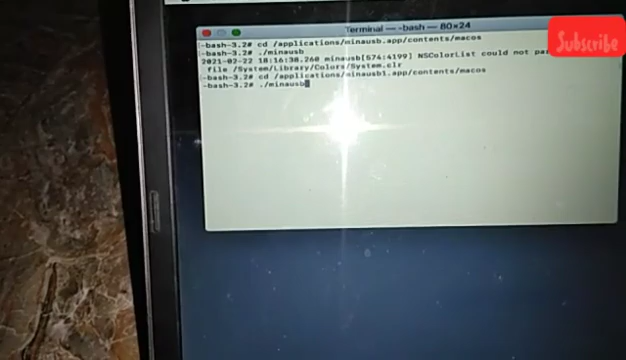 Terminal — -bash — 80×24
Subscribe
-bash-3.2# cd /applications/minausb.app/contents/macos
-bash-3.2# ./minausb
2021-02-22 18:16:38.260 minausb[574:4199] NSColorList could not
file /System/Library/Colors/System.clr
-bash-3.2# cd /applications/minausb1.app/contents/macos
-bash-3.2# ./minausb